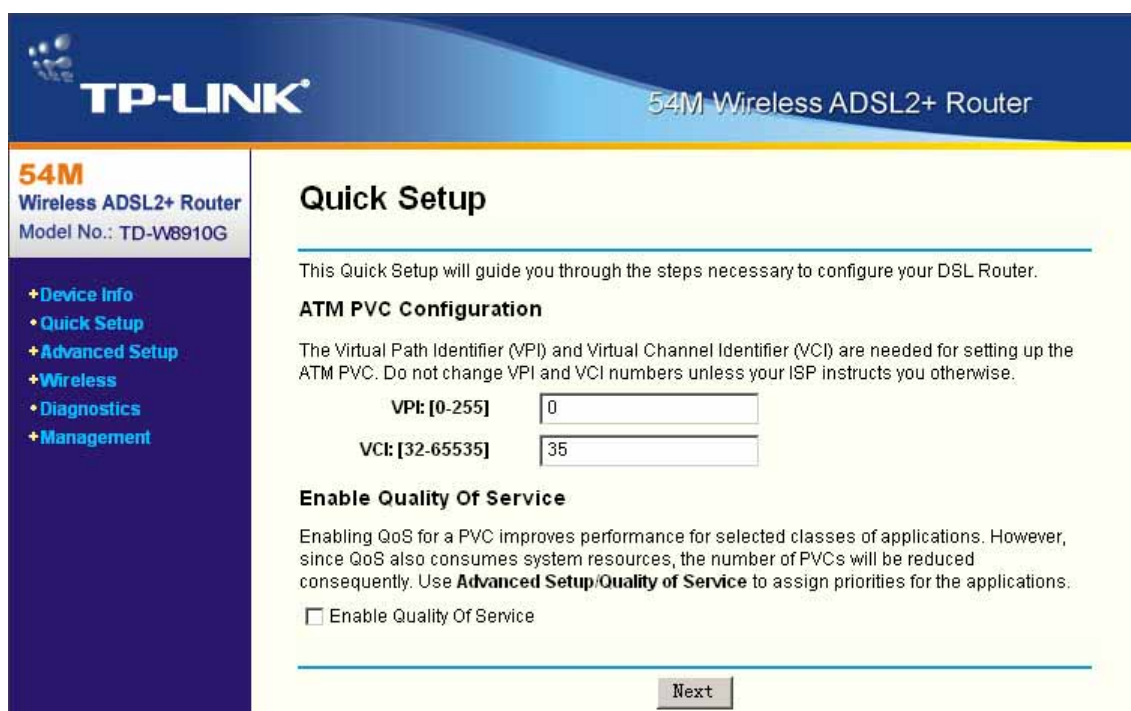 TP-LINK®
54M Wireless ADSL2+ Router
54M
Wireless ADSL2+ Router
Model No.: TD-W8910G
+Device Info
•Quick Setup
+Advanced Setup
+Wireless
•Diagnostics
+Management
Quick Setup
This Quick Setup will guide you through the steps necessary to configure your DSL Router.
ATM PVC Configuration
The Virtual Path Identifier (VPI) and Virtual Channel Identifier (VCI) are needed for setting up the
ATM PVC. Do not change VPI and VCI numbers unless your ISP instructs you otherwise.
VPI: [0-255] 0
VCI: [32-65535] 35
Enable Quality Of Service
Enabling QoS for a PVC improves performance for selected classes of applications. However,
since QoS also consumes system resources, the number of PVCs will be reduced
consequently. Use Advanced Setup/Quality of Service to assign priorities for the applications.
Enable Quality Of Service
Next